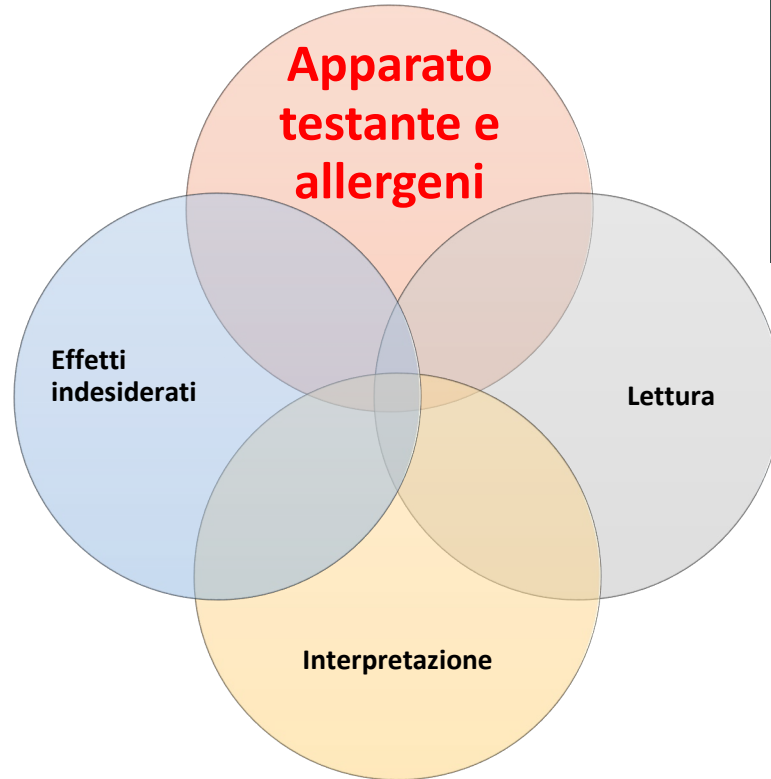 Apparato
testante e
allergeni
Effetti
indesiderati
Lettura
Interpretazione